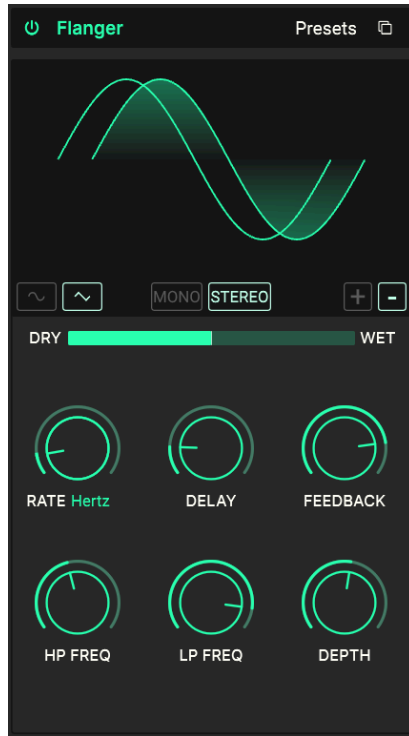 Flanger Presets
MONO STEREO + -
DRY WET
RATE Hertz DELAY FEEDBACK
HP FREQ LP FREQ DEPTH